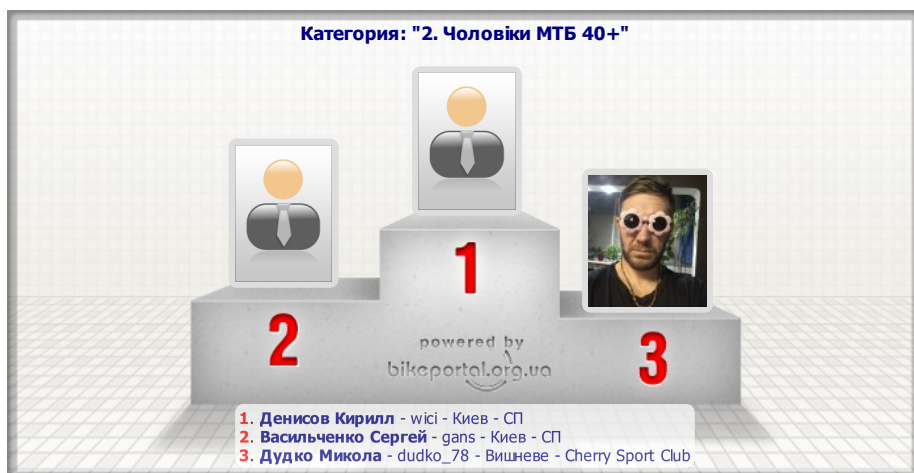 Категория: "2. Чоловіки МТБ 40+"
1
2
3
powered by
bikeportal.org.ua
1. Денисов Кирилл - wici - Киев - СП
2. Васильченко Сергей - gans - Киев - СП
3. Дудко Микола - dudko_78 - Вишневе - Cherry Sport Club